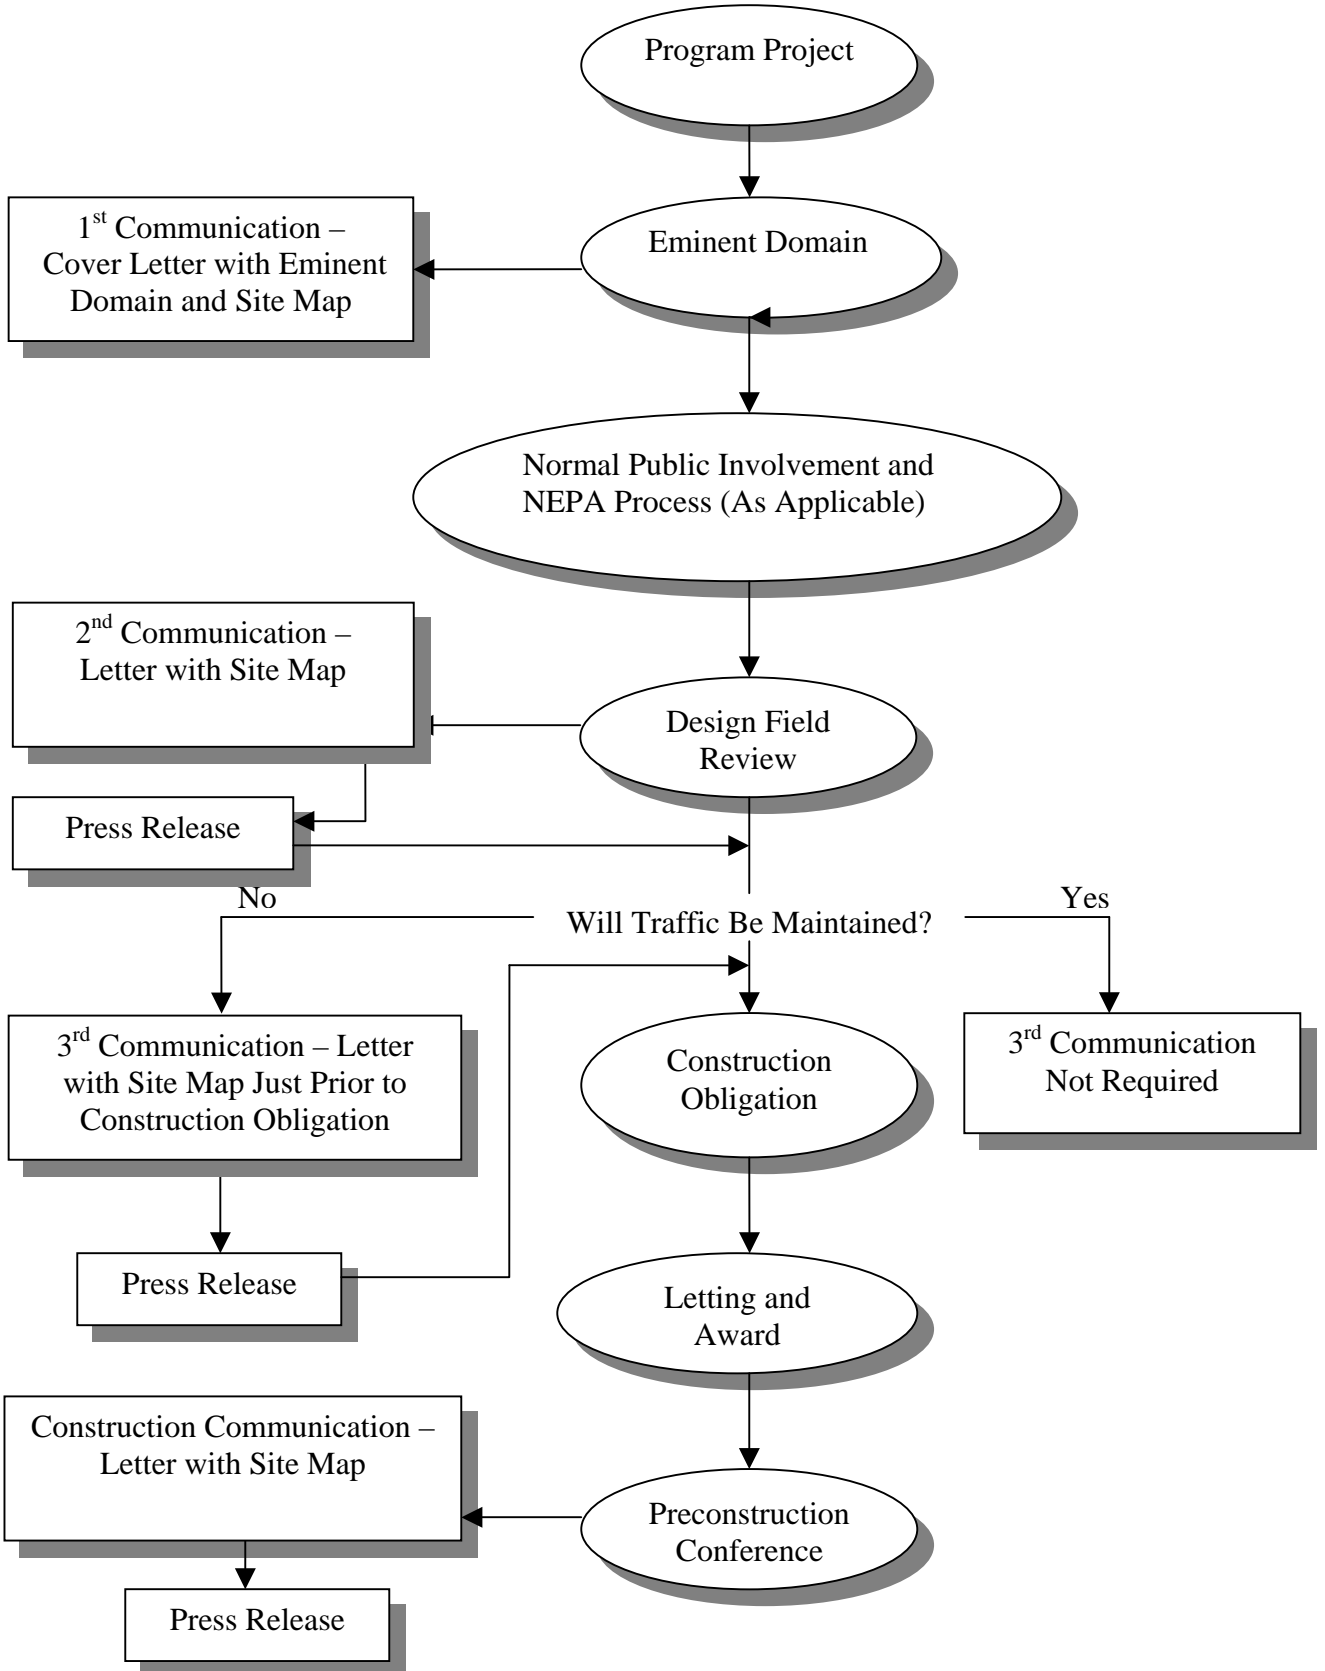 Program Project
1st Communication –
Cover Letter with Eminent
Domain and Site Map
Eminent Domain
Normal Public Involvement and
NEPA Process (As Applicable)
2nd Communication –
Letter with Site Map
Design Field
Review
Press Release
No
Will Traffic Be Maintained?
Yes
3rd Communication – Letter
with Site Map Just Prior to
Construction Obligation
Construction
Obligation
3rd Communication
Not Required
Press Release
Letting and
Award
Construction Communication –
Letter with Site Map
Preconstruction
Conference
Press Release